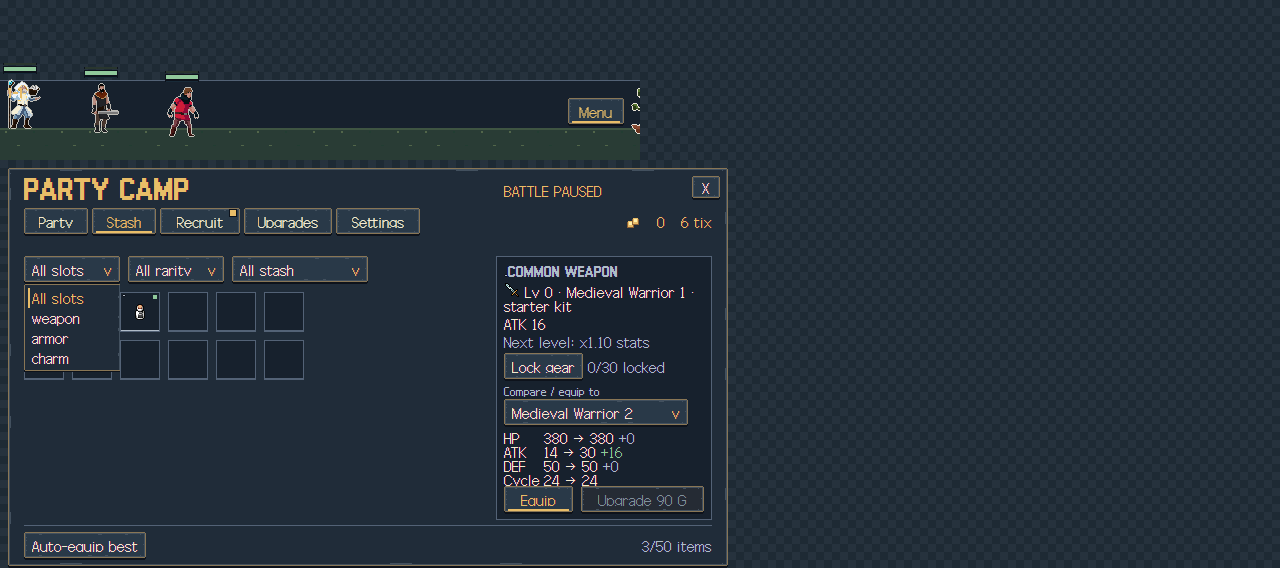 Menu
PARTY CAMP
BATTLE PAUSED
X
Party
Stash
Recruit
Upgrades
Settings
0
6 tix
All slots v
All rarity v
All stash v
All slots
weapon
armor
charm
COMMON WEAPON
Lv 0 · Medieval Warrior 1 ·
starter kit
ATK 16
Next level: x1.10 stats
Lock gear
0/30 locked
Compare / equip to
Medieval Warrior 2 v
HP 380 → 380 +0
ATK 14 → 30 +16
DEF 50 → 50 +0
Cycle 24 → 24
Equip
Upgrade 90 G
Auto-equip best
3/50 items